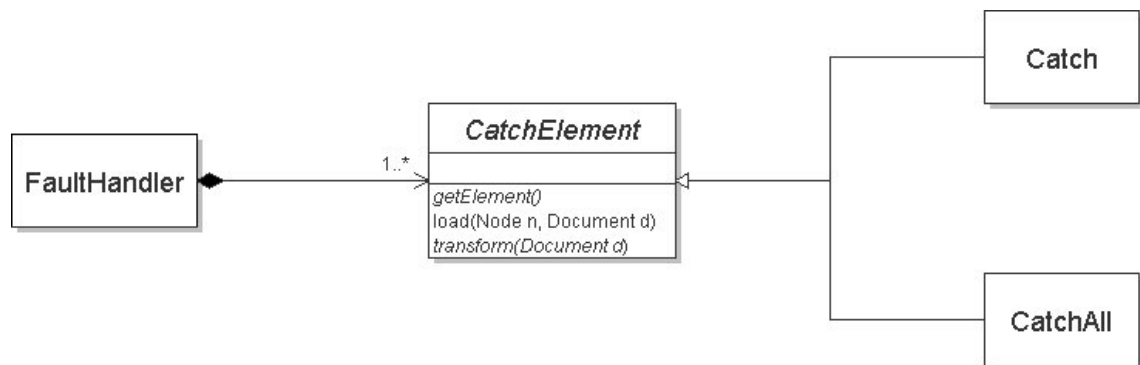 Catch
CatchElement
1..*
FaultHandler
getElement()
load(Node n, Document d)
transform(Document d)
CatchAll